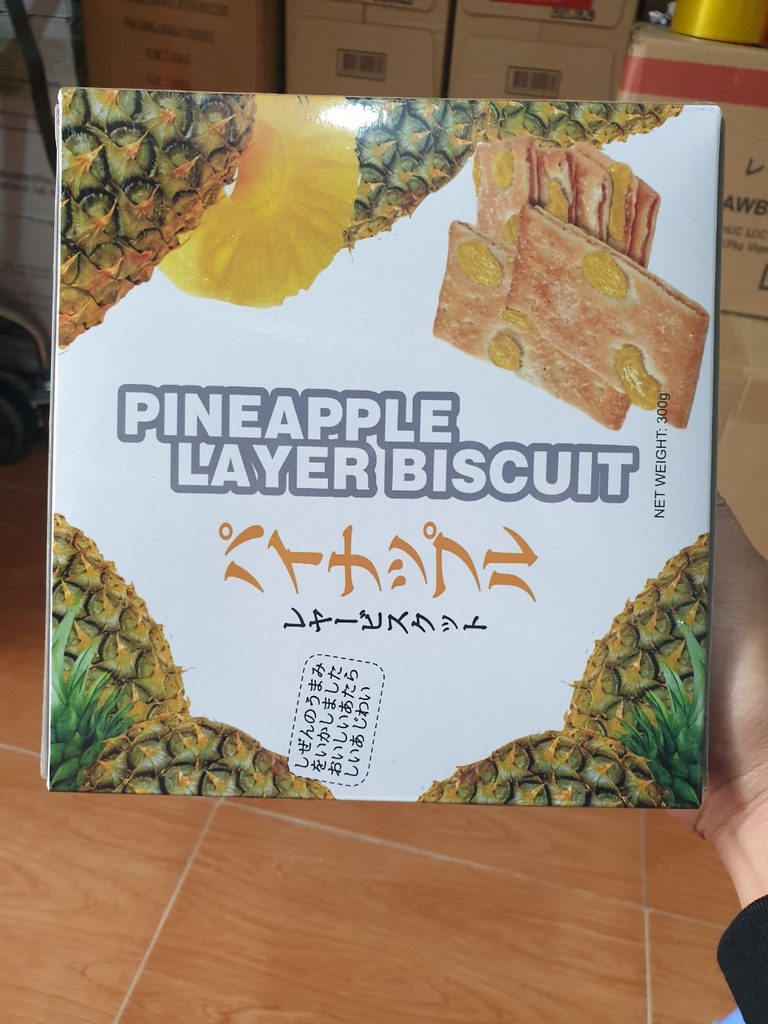 PINEAPPLE
LAYER BISCUIT
NET WEIGHT: 300g
パイナップル
レヤービスケット
しぜんのうまみ
をいかしました
おいしいあたら
しいあじわい
レ
AWB